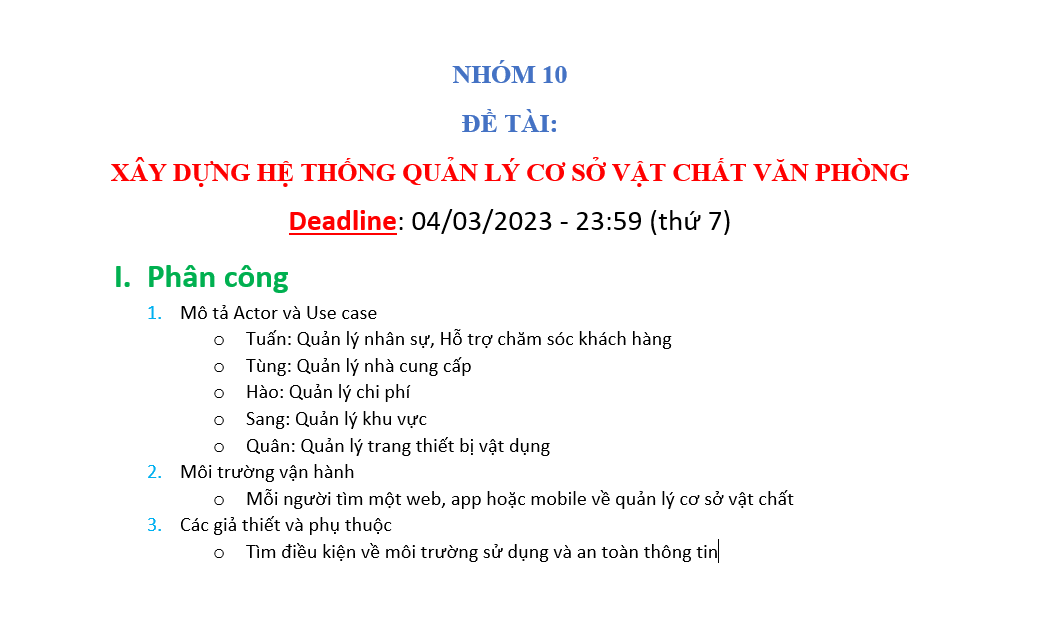 NHÓM 10
ĐỀ TÀI:
XÂY DỰNG HỆ THỐNG QUẢN LÝ CƠ SỞ VẬT CHẤT VĂN PHÒNG
Deadline: 04/03/2023 - 23:59 (thứ 7)
I. Phân công
1. Mô tả Actor và Use case
o Tuấn: Quản lý nhân sự, Hỗ trợ chăm sóc khách hàng
o Tùng: Quản lý nhà cung cấp
o Hào: Quản lý chi phí
o Sang: Quản lý khu vực
o Quân: Quản lý trang thiết bị vật dụng
2. Môi trường vận hành
o Mỗi người tìm một web, app hoặc mobile về quản lý cơ sở vật chất
3. Các giả thiết và phụ thuộc
o Tìm điều kiện về môi trường sử dụng và an toàn thông tin